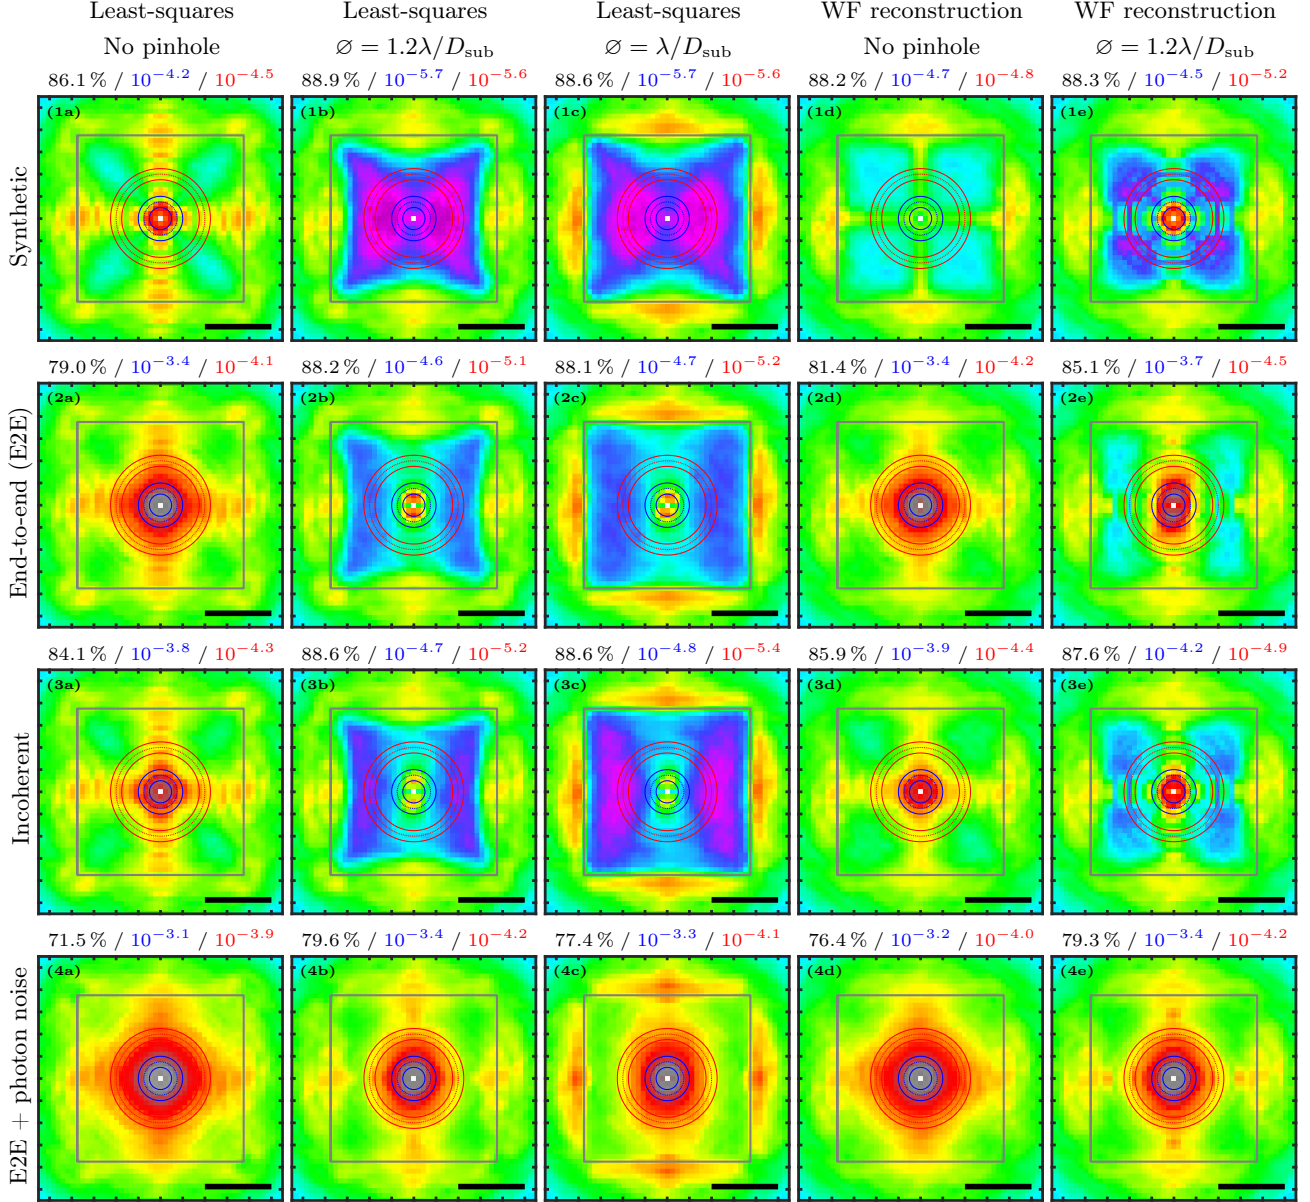 Least-squares Least-squares Least-squares WF reconstruction WF reconstruction
No pinhole ∅ = 1.2λ/D_sub ∅ = λ/D_sub No pinhole ∅ = 1.2λ/D_sub
86.1 % / 10^−4.2 / 10^−4.5 88.9 % / 10^−5.7 / 10^−5.6 88.6 % / 10^−5.7 / 10^−5.6 88.2 % / 10^−4.7 / 10^−4.8 88.3 % / 10^−4.5 / 10^−5.2
(1a) (1b) (1c) (1d) (1e)
Synthetic
79.0 % / 10^−3.4 / 10^−4.1 88.2 % / 10^−4.6 / 10^−5.1 88.1 % / 10^−4.7 / 10^−5.2 81.4 % / 10^−3.4 / 10^−4.2 85.1 % / 10^−3.7 / 10^−4.5
(2a) (2b) (2c) (2d) (2e)
End-to-end (E2E)
84.1 % / 10^−3.8 / 10^−4.3 88.6 % / 10^−4.7 / 10^−5.2 88.6 % / 10^−4.8 / 10^−5.4 85.9 % / 10^−3.9 / 10^−4.4 87.6 % / 10^−4.2 / 10^−4.9
(3a) (3b) (3c) (3d) (3e)
Incoherent
71.5 % / 10^−3.1 / 10^−3.9 79.6 % / 10^−3.4 / 10^−4.2 77.4 % / 10^−3.3 / 10^−4.1 76.4 % / 10^−3.2 / 10^−4.0 79.3 % / 10^−3.4 / 10^−4.2
(4a) (4b) (4c) (4d) (4e)
E2E + photon noise